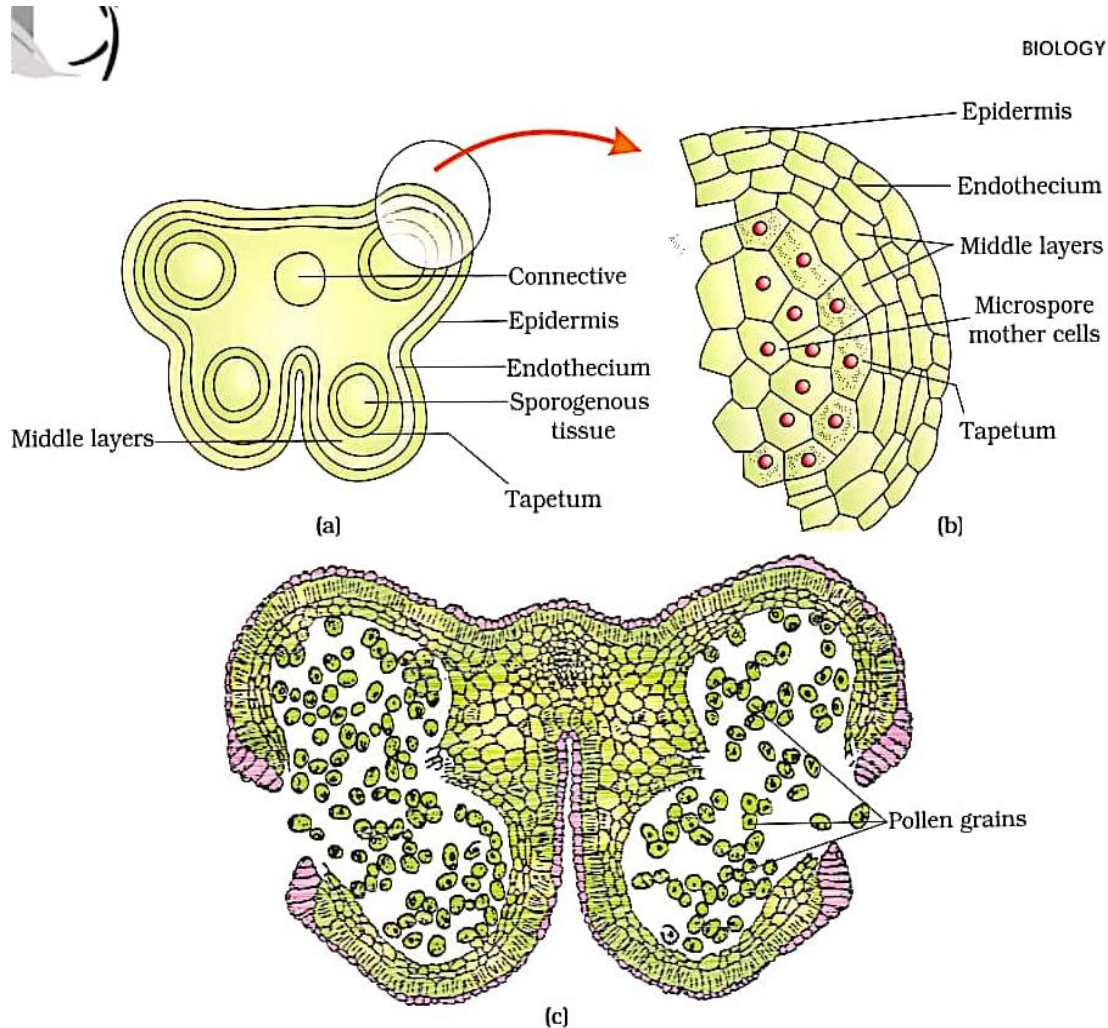 BIOLOGY
Connective
Epidermis
Endothecium
Sporogenous
tissue
Middle layers
Tapetum
(a)
Epidermis
Endothecium
Middle layers
Microspore
mother cells
Tapetum
(b)
Pollen grains
(c)